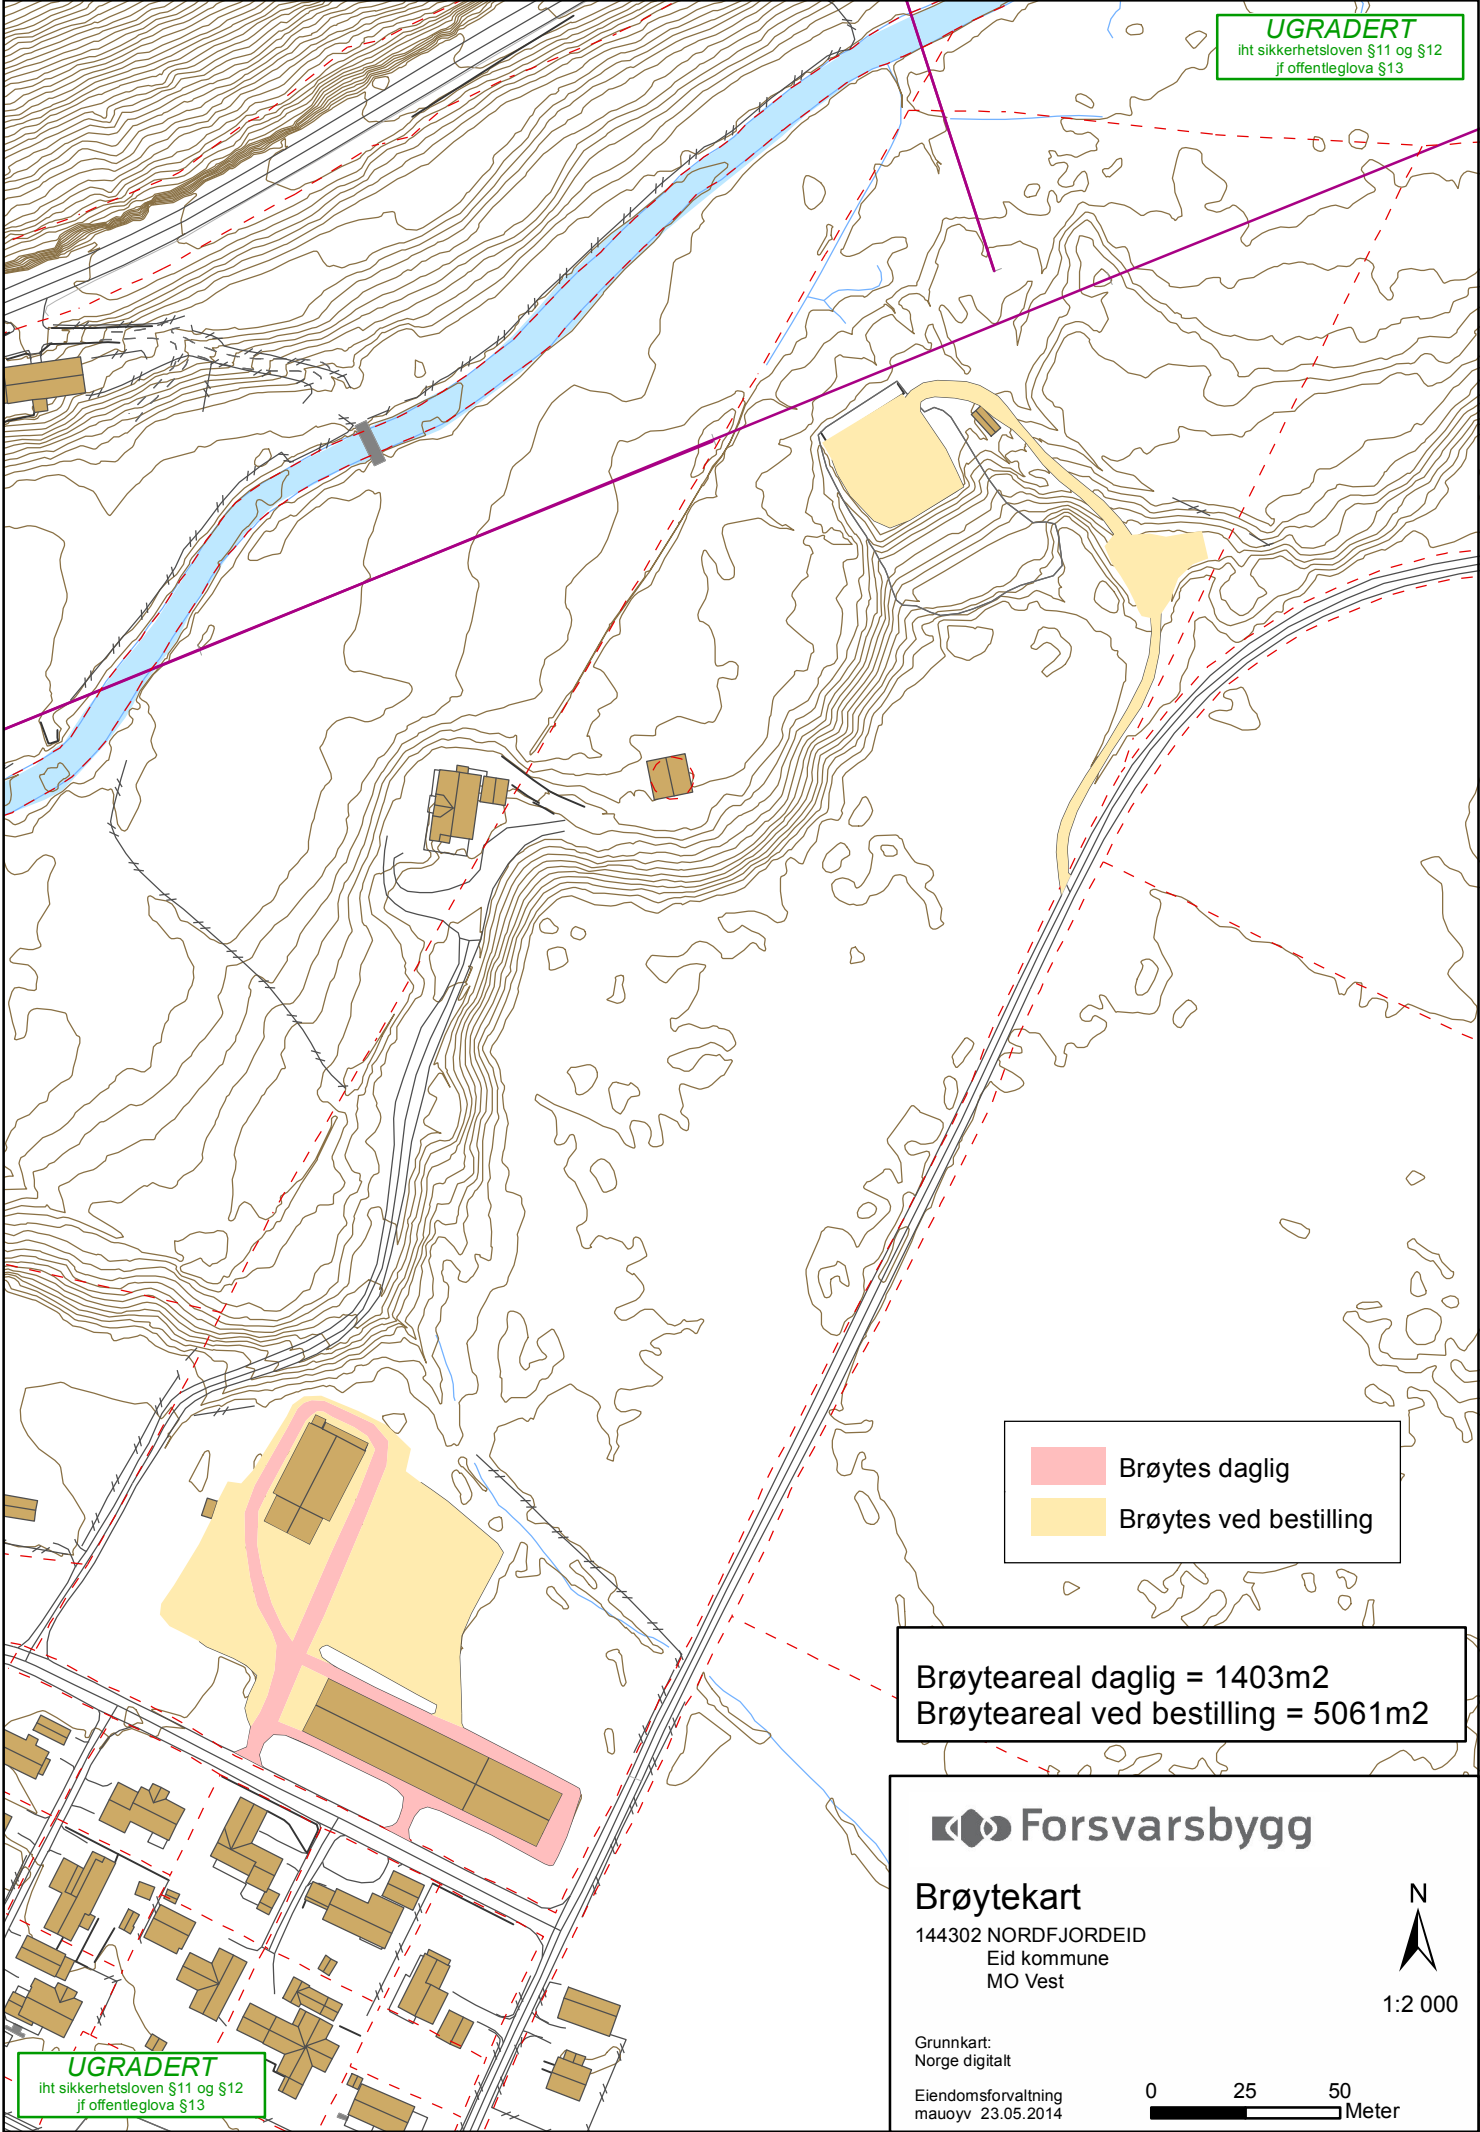 UGRADERT
iht sikkerhetsloven §11 og §12
jf offentleglova §13
Brøytes daglig
Brøytes ved bestilling
Brøyteareal daglig = 1403m2
Brøyteareal ved bestilling = 5061m2
Forsvarsbygg
Brøytekart
144302 NORDFJORDEID
Eid kommune
MO Vest
N
1:2 000
Grunnkart:
Norge digitalt
Eiendomsforvaltning
mauoyv 23.05.2014
0 25 50
Meter
UGRADERT
iht sikkerhetsloven §11 og §12
jf offentleglova §13